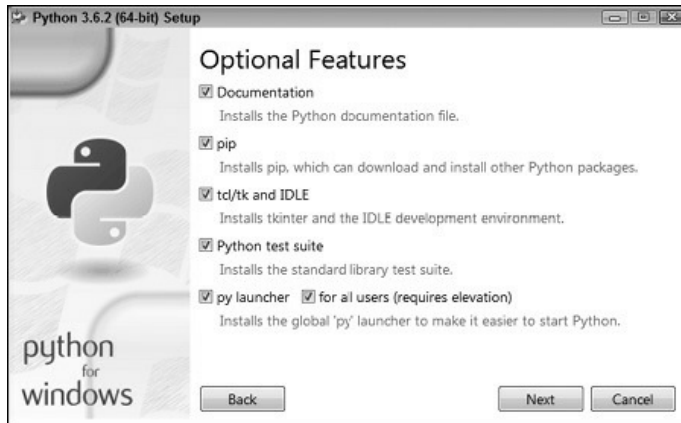 Python 3.6.2 (64-bit) Setup
Optional Features
Documentation
Installs the Python documentation file.
pip
Installs pip, which can download and install other Python packages.
tcl/tk and IDLE
Installs tkinter and the IDLE development environment.
Python test suite
Installs the standard library test suite.
py launcher for all users (requires elevation)
Installs the global 'py' launcher to make it easier to start Python.
python
for
windows
Back Next Cancel